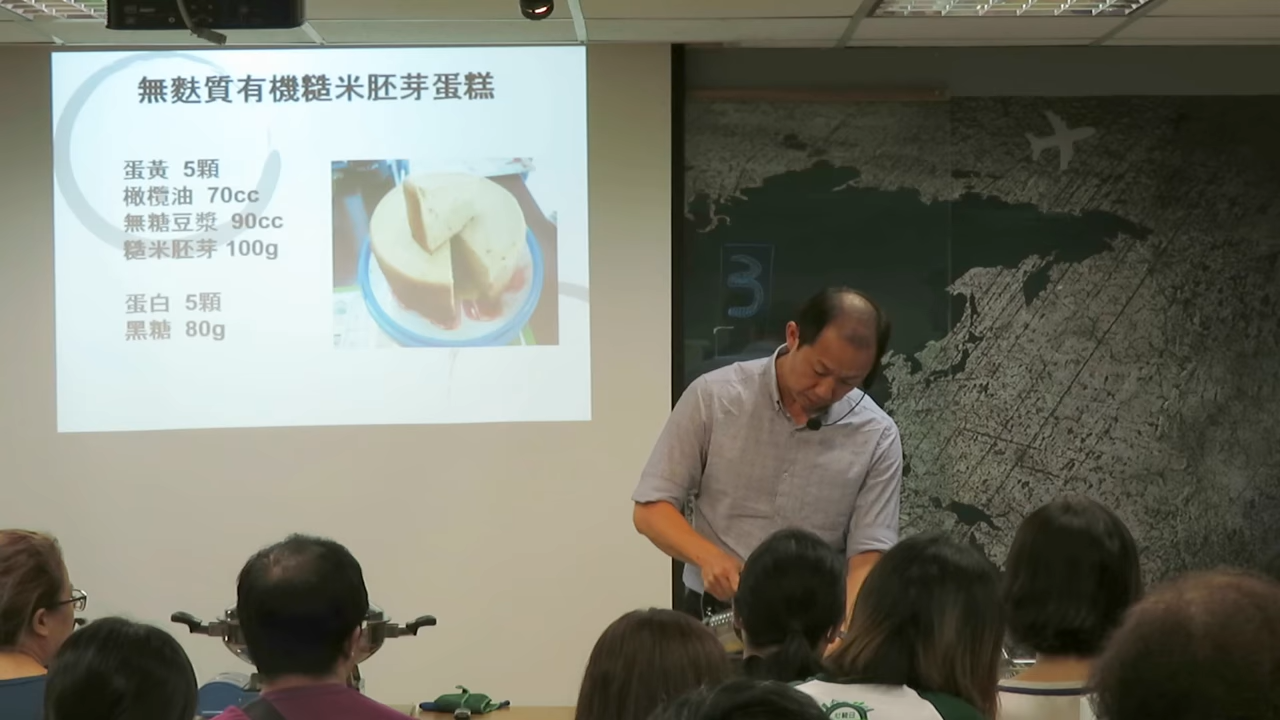 無麩質有機糙米胚芽蛋糕
蛋黃 5顆
橄欖油 70cc
無糖豆漿 90cc
糙米胚芽 100g
蛋白 5顆
黑糖 80g
3